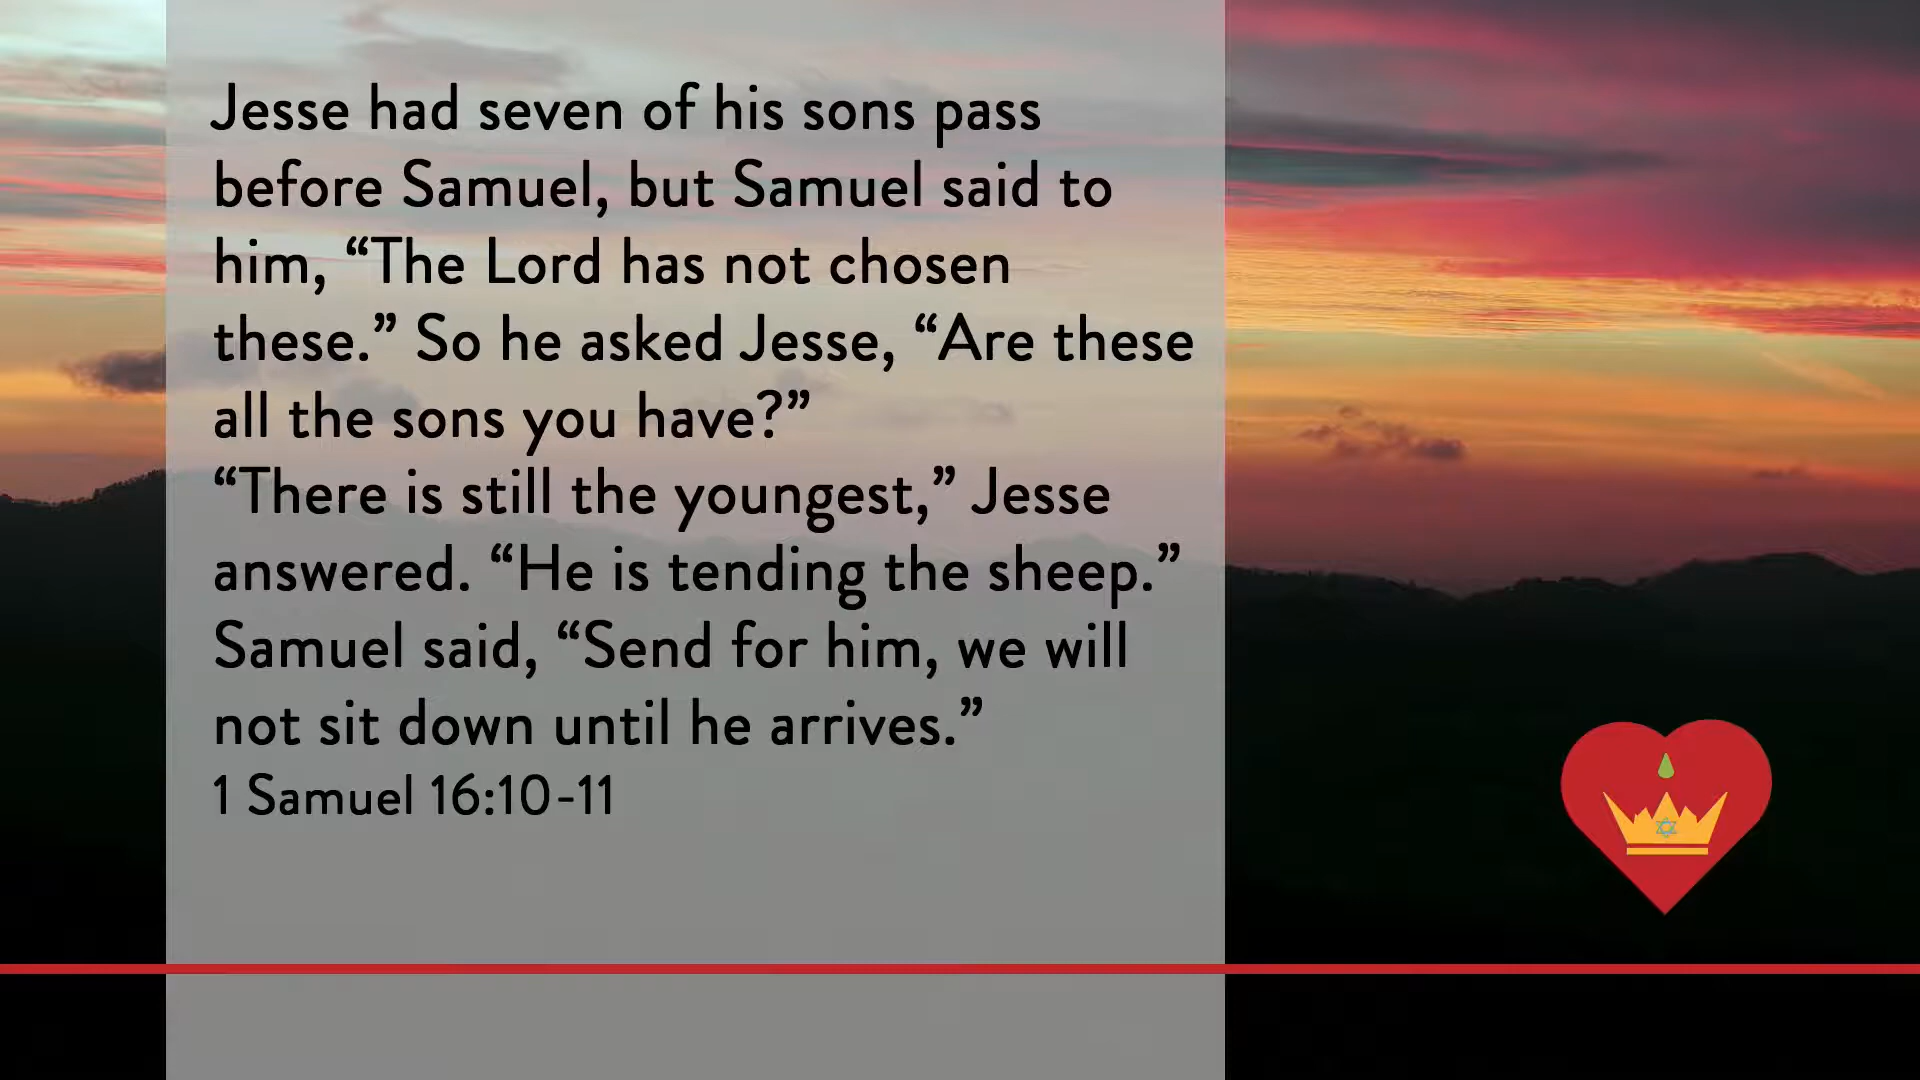 Jesse had seven of his sons pass
before Samuel, but Samuel said to
him, “The Lord has not chosen
these.” So he asked Jesse, “Are these
all the sons you have?”
“There is still the youngest,” Jesse
answered. “He is tending the sheep.”
Samuel said, “Send for him, we will
not sit down until he arrives.”
1 Samuel 16:10-11